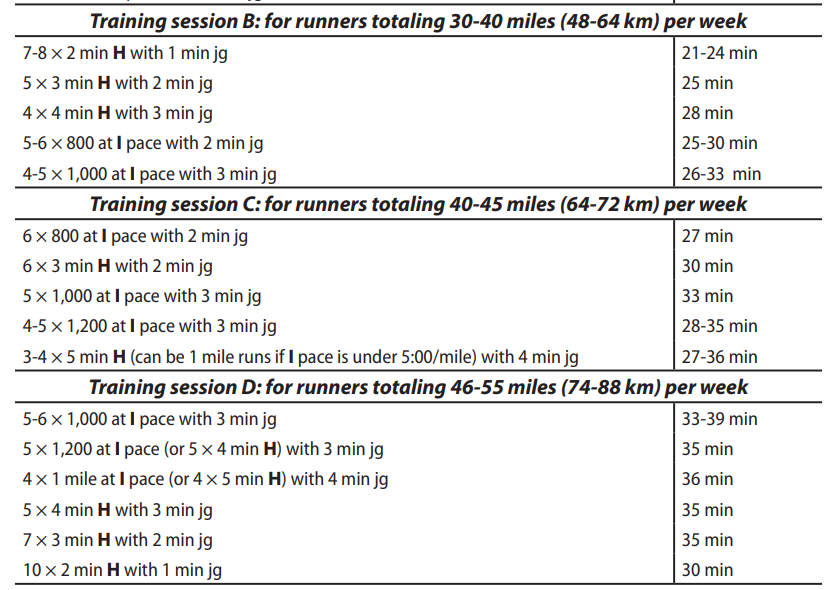 Training session B: for runners totaling 30-40 miles (48-64 km) per week
7-8 × 2 min H with 1 min jg 21-24 min
5 × 3 min H with 2 min jg 25 min
4 × 4 min H with 3 min jg 28 min
5-6 × 800 at I pace with 2 min jg 25-30 min
4-5 × 1,000 at I pace with 3 min jg 26-33 min
Training session C: for runners totaling 40-45 miles (64-72 km) per week
6 × 800 at I pace with 2 min jg 27 min
6 × 3 min H with 2 min jg 30 min
5 × 1,000 at I pace with 3 min jg 33 min
4-5 × 1,200 at I pace with 3 min jg 28-35 min
3-4 × 5 min H (can be 1 mile runs if I pace is under 5:00/mile) with 4 min jg 27-36 min
Training session D: for runners totaling 46-55 miles (74-88 km) per week
5-6 × 1,000 at I pace with 3 min jg 33-39 min
5 × 1,200 at I pace (or 5 × 4 min H) with 3 min jg 35 min
4 × 1 mile at I pace (or 4 × 5 min H) with 4 min jg 36 min
5 × 4 min H with 3 min jg 35 min
7 × 3 min H with 2 min jg 35 min
10 × 2 min H with 1 min jg 30 min